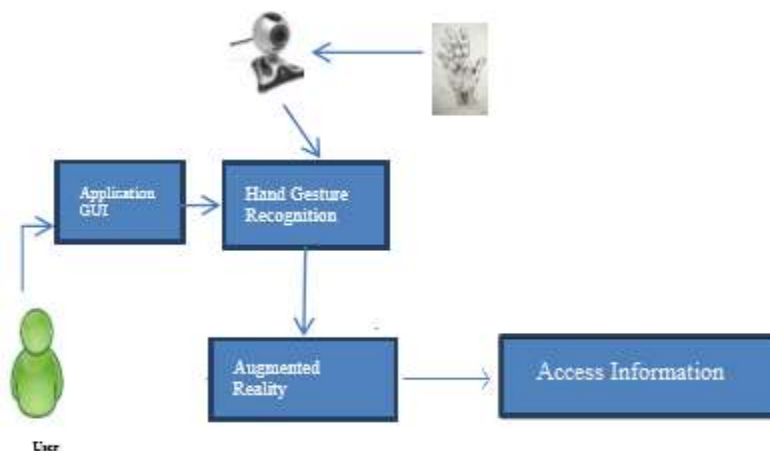 Application
GUI
Hand Gesture
Recognition
Augmented
Reality
Access Information
User